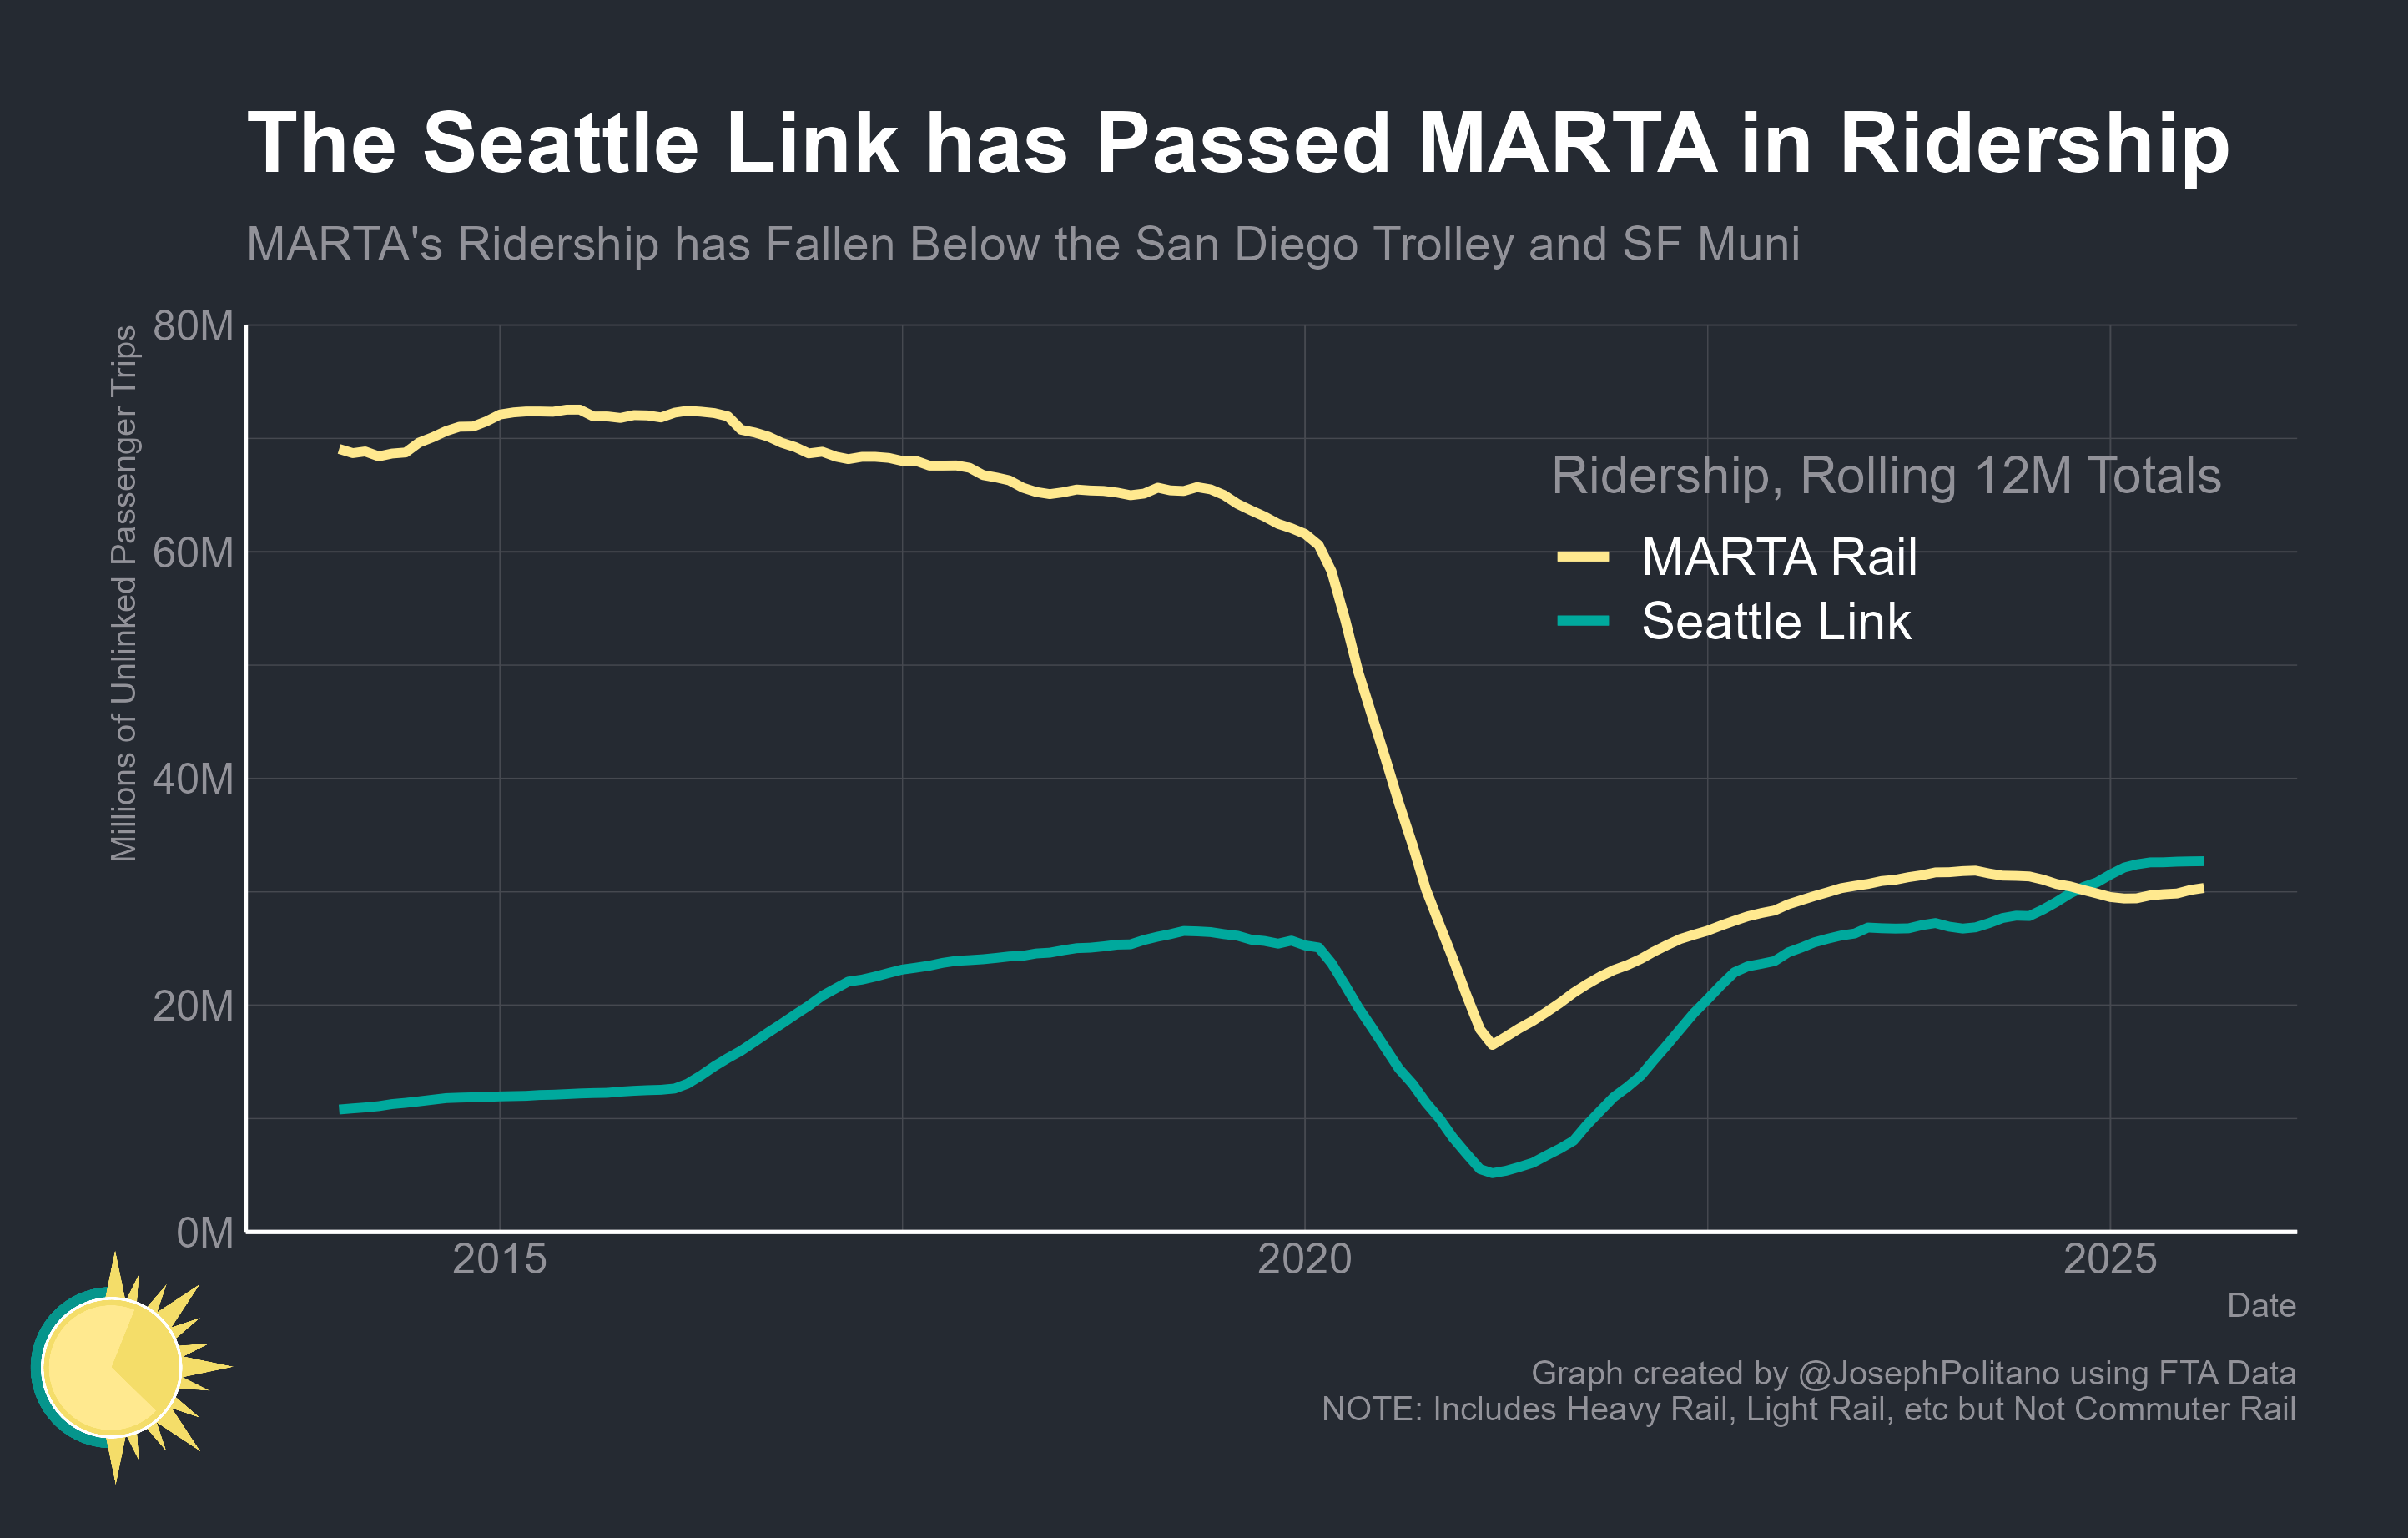 The Seattle Link has Passed MARTA in Ridership
MARTA's Ridership has Fallen Below the San Diego Trolley and SF Muni
Millions of Unlinked Passenger Trips
80M
60M
40M
20M
0M
Ridership, Rolling 12M Totals
MARTA Rail
Seattle Link
2015
2020
2025
Date
Graph created by @JosephPolitano using FTA Data
NOTE: Includes Heavy Rail, Light Rail, etc but Not Commuter Rail